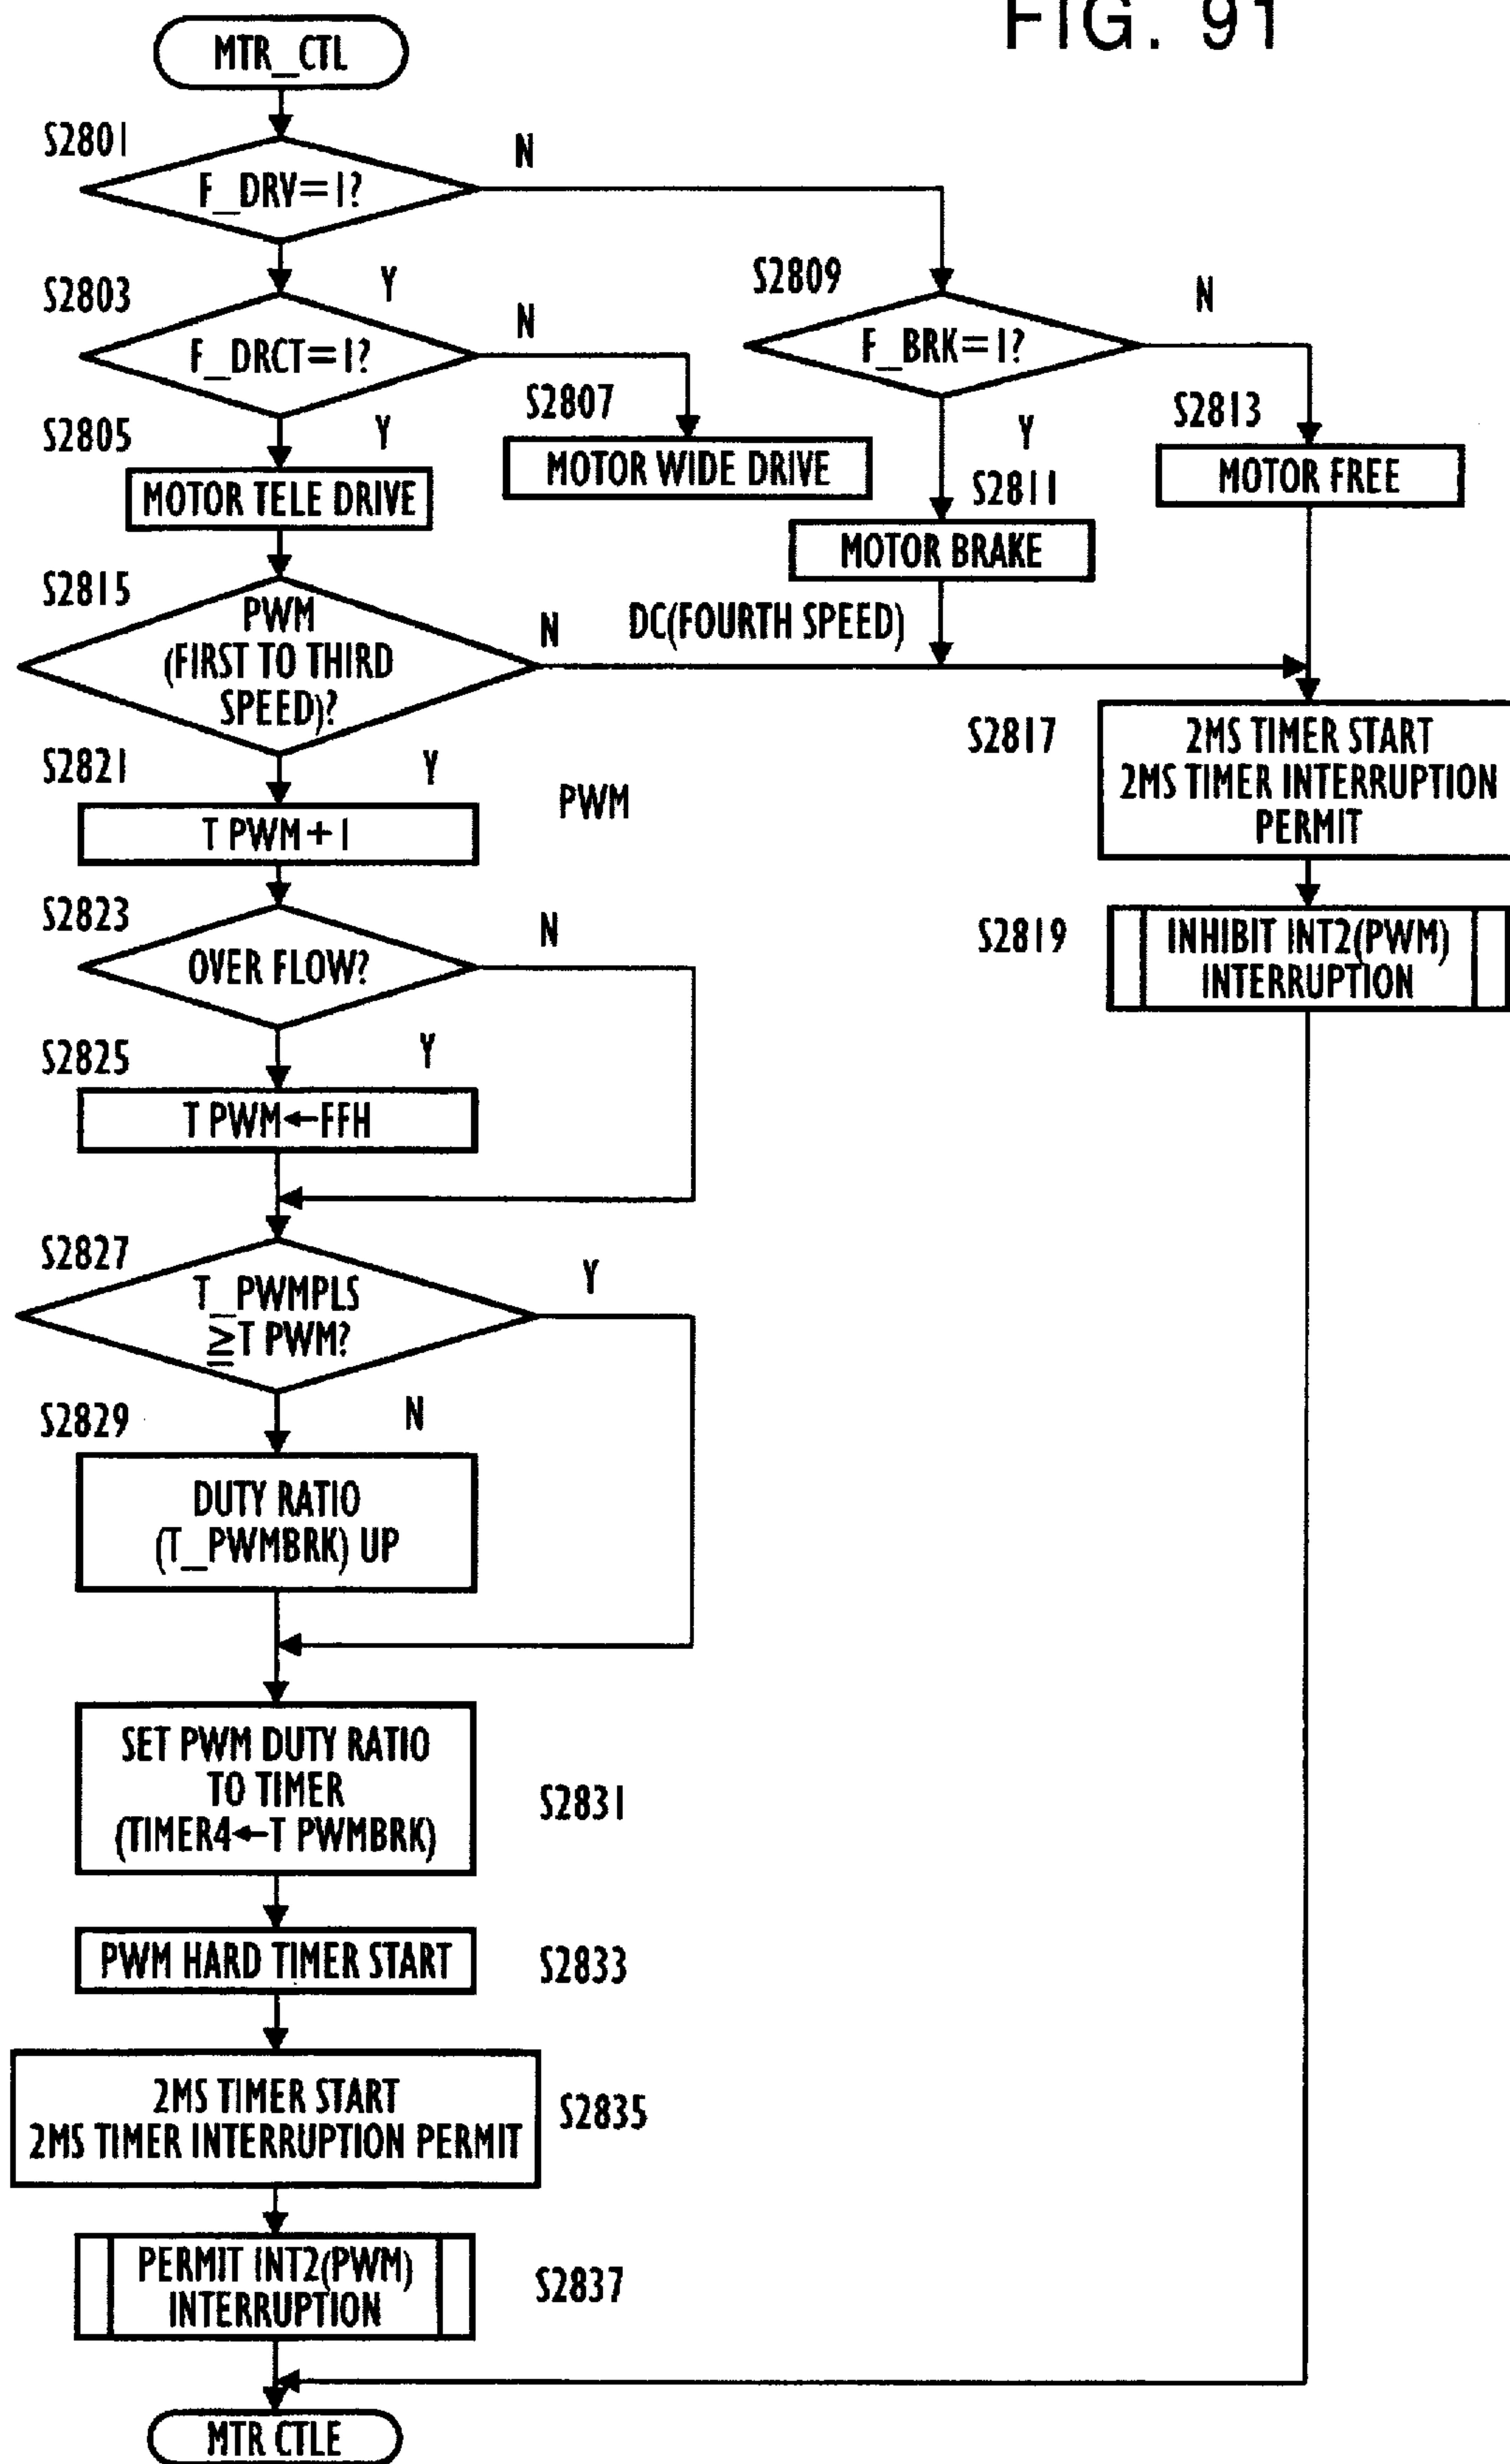 FIG. 91
MTR_CTL
S2801
F_DRV=1?
N
Y
S2803
F_DRCT=1?
N
Y
S2809
F_BRK=1?
N
Y
S2805
MOTOR TELE DRIVE
S2807
MOTOR WIDE DRIVE
S2811
MOTOR BRAKE
S2813
MOTOR FREE
S2815
PWM
(FIRST TO THIRD
SPEED)?
N
DC(FOURTH SPEED)
Y
PWM
S2817
2MS TIMER START
2MS TIMER INTERRUPTION
PERMIT
S2819
INHIBIT INT2(PWM)
INTERRUPTION
S2821
T PWM+1
S2823
OVER FLOW?
N
Y
S2825
T PWM←FFH
S2827
T_PWMPLS
≧T PWM?
Y
N
S2829
DUTY RATIO
(T_PWMBRK) UP
SET PWM DUTY RATIO
TO TIMER
(TIMER4←T PWMBRK)
S2831
PWM HARD TIMER START
S2833
2MS TIMER START
2MS TIMER INTERRUPTION PERMIT
S2835
PERMIT INT2(PWM)
INTERRUPTION
S2837
MTR CTLE